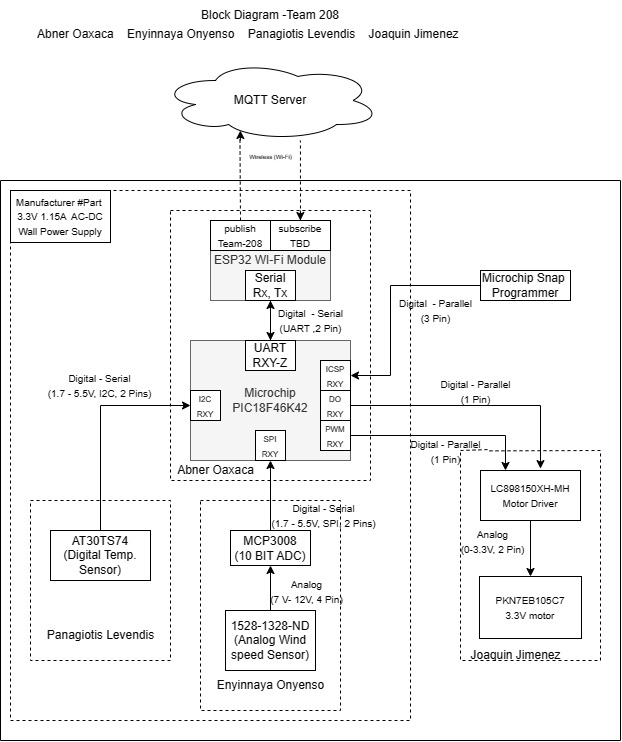 Block Diagram -Team 208
Abner Oaxaca Enyinnaya Onyenso Panagiotis Levendis Joaquin Jimenez
MQTT Server
Wireless (Wi-Fi)
Manufacturer #Part
3.3V 1.15A AC-DC
Wall Power Supply
publish
Team-208
subscribe
TBD
ESP32 WI-Fi Module
Serial
Rx, Tx
Microchip Snap
Programmer
Digital - Parallel
(3 Pin)
Digital - Serial
(UART ,2 Pin)
UART
RXY-Z
ICSP
RXY
Digital - Serial
(1.7 - 5.5V, I2C, 2 Pins)
I2C
RXY
Microchip
PIC18F46K42
DO
RXY
Digital - Parallel
(1 Pin)
PWM
RXY
SPI
RXY
Digital - Parallel
(1 Pin)
Abner Oaxaca
LC898150XH-MH
Motor Driver
Digital - Serial
(1.7 - 5.5V, SPI, 2 Pins)
Analog
(0-3.3V, 2 Pin)
AT30TS74
(Digital Temp.
Sensor)
MCP3008
(10 BIT ADC)
Analog
(7 V- 12V, 4 Pin)
PKN7EB105C7
3.3V motor
1528-1328-ND
(Analog Wind
speed Sensor)
Panagiotis Levendis
Joaquin Jimenez
Enyinnaya Onyenso